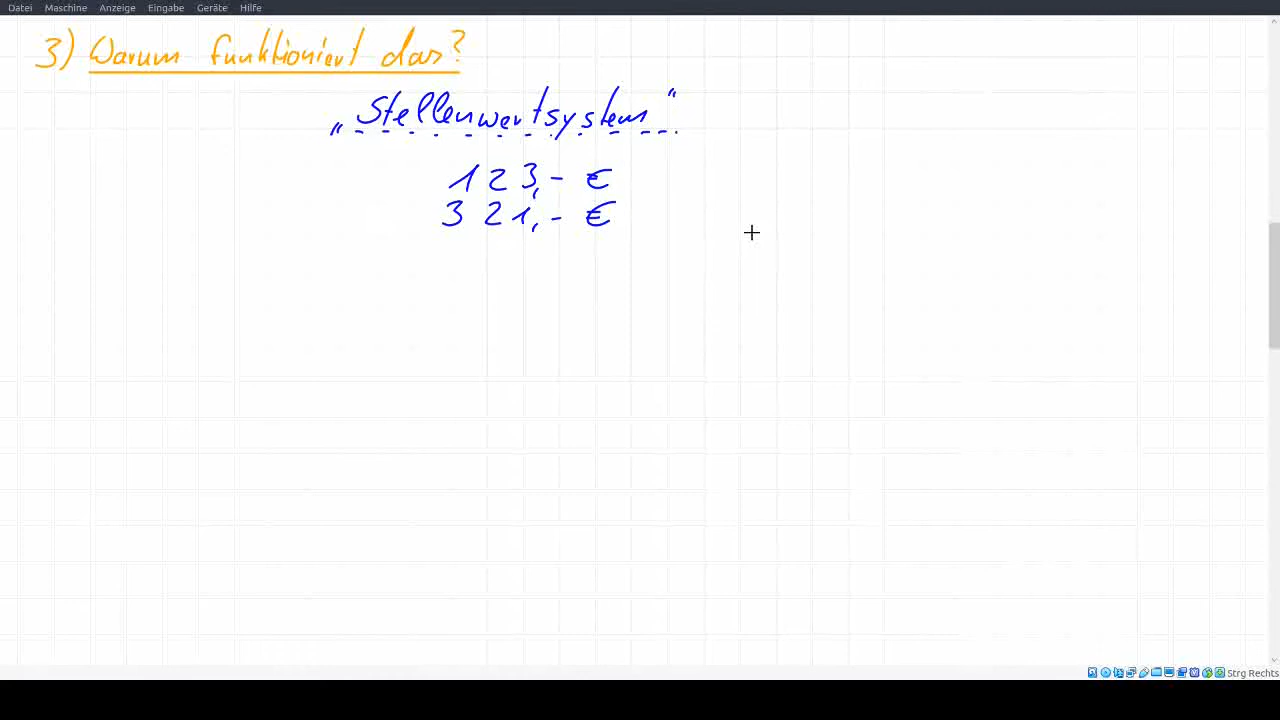 Datei Maschine Anzeige Eingabe Geräte Hilfe
3) Warum funktioniert das?
„Stellenwertsystem“
123,- €
321,- €
Strg Rechts